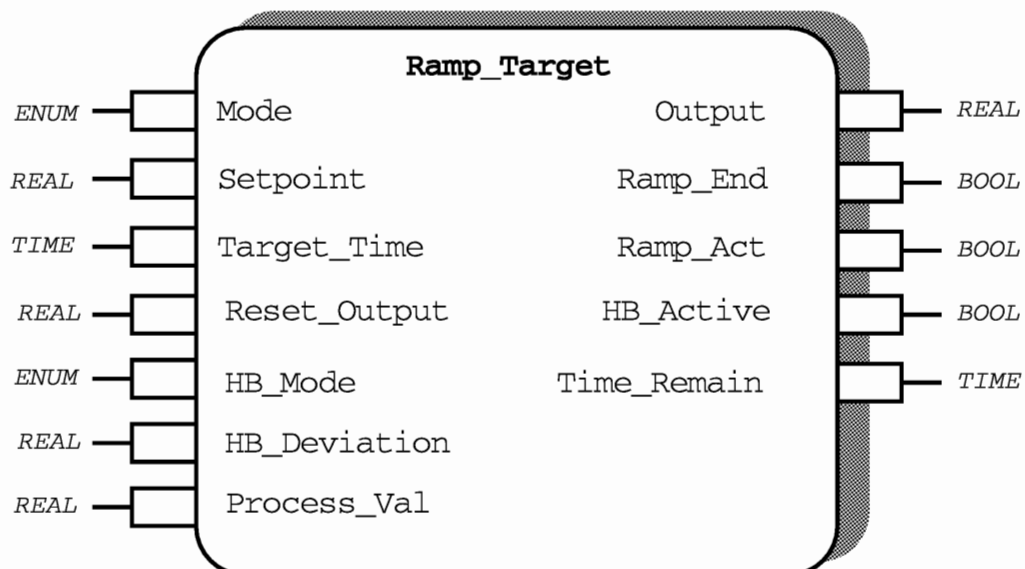 Ramp_Target
ENUM Mode Output REAL
REAL Setpoint Ramp_End BOOL
TIME Target_Time Ramp_Act BOOL
REAL Reset_Output HB_Active BOOL
ENUM HB_Mode Time_Remain TIME
REAL HB_Deviation
REAL Process_Val